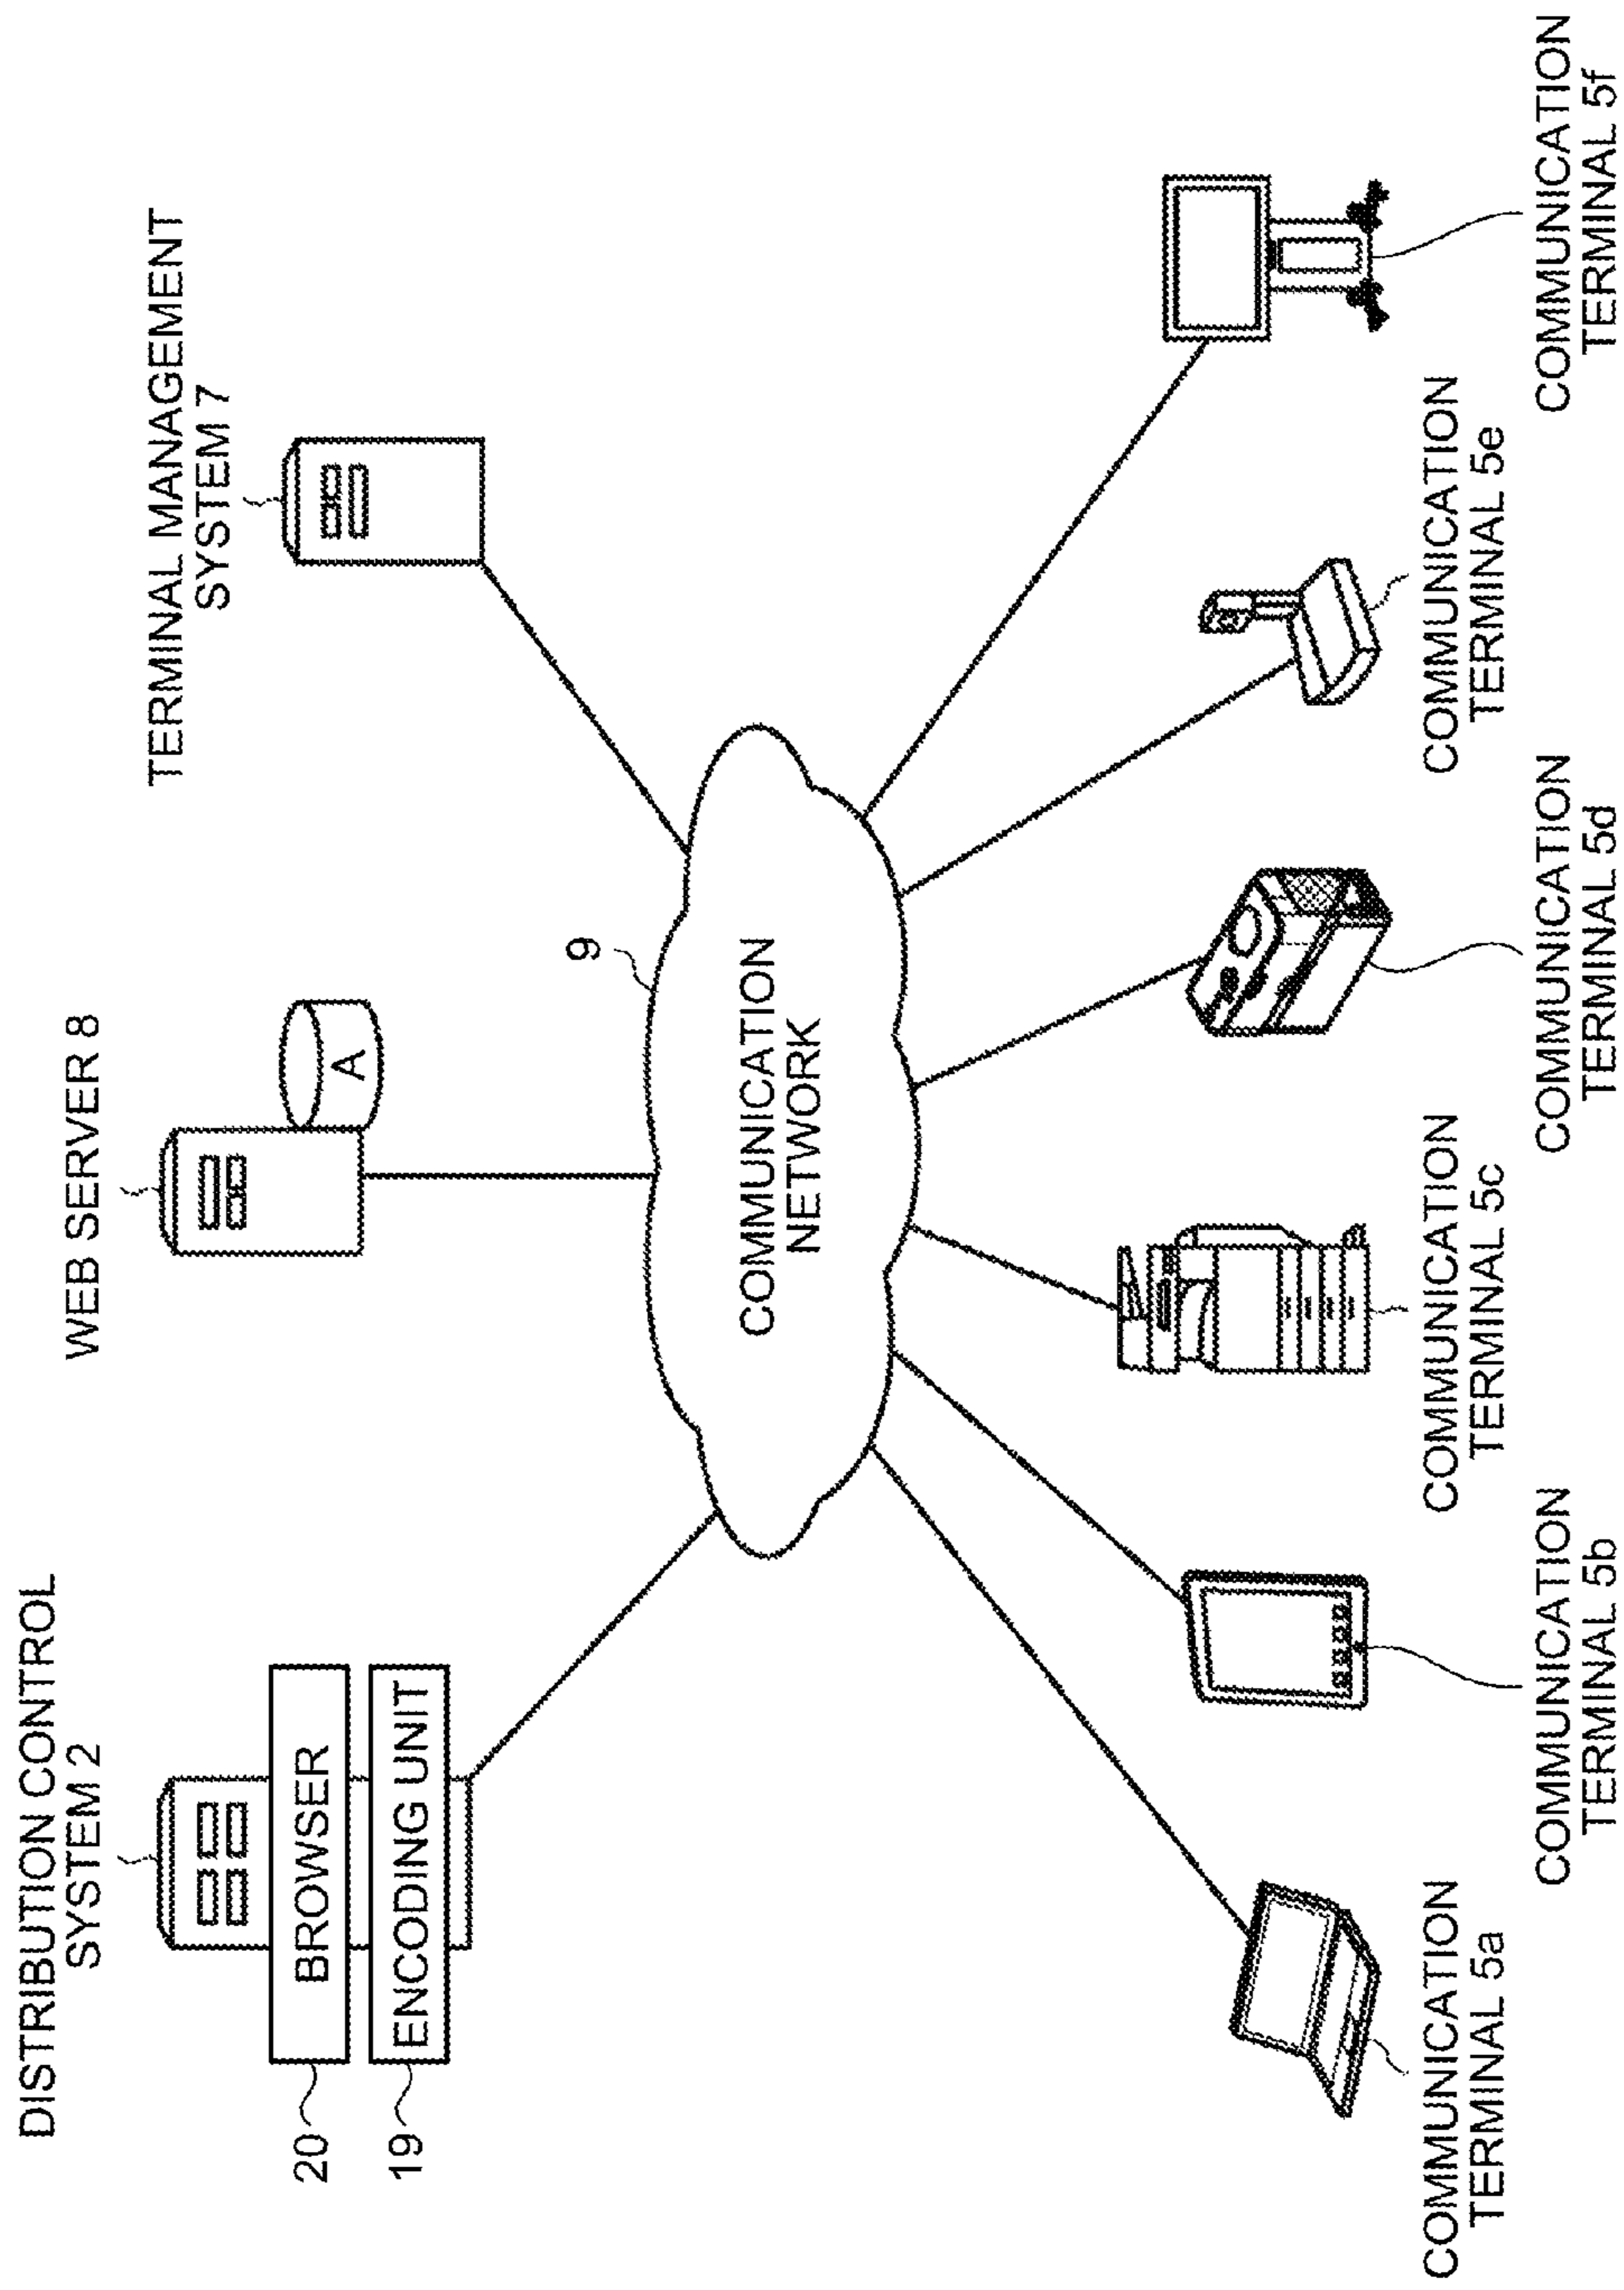 DISTRIBUTION CONTROL
SYSTEM 2
BROWSER
20
ENCODING UNIT
19
WEB SERVER 8
A
TERMINAL MANAGEMENT
SYSTEM 7
9
COMMUNICATION
NETWORK
COMMUNICATION
TERMINAL 5a
COMMUNICATION
TERMINAL 5b
COMMUNICATION
TERMINAL 5c
COMMUNICATION
TERMINAL 5d
COMMUNICATION
TERMINAL 5e
COMMUNICATION
TERMINAL 5f